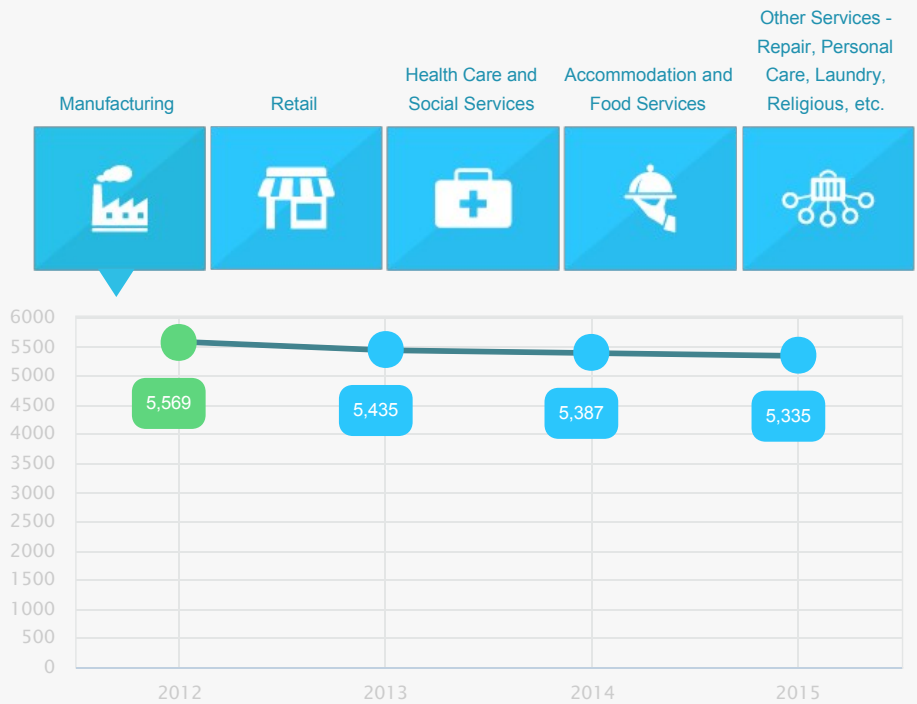 Other Services -
Repair, Personal
Care, Laundry,
Religious, etc.
Health Care and
Social Services
Accommodation and
Food Services
Manufacturing
Retail
6000
5500
5000
4500
4000
3500
3000
2500
2000
1500
1000
500
0
5,569
5,435
5,387
5,335
2012
2013
2014
2015